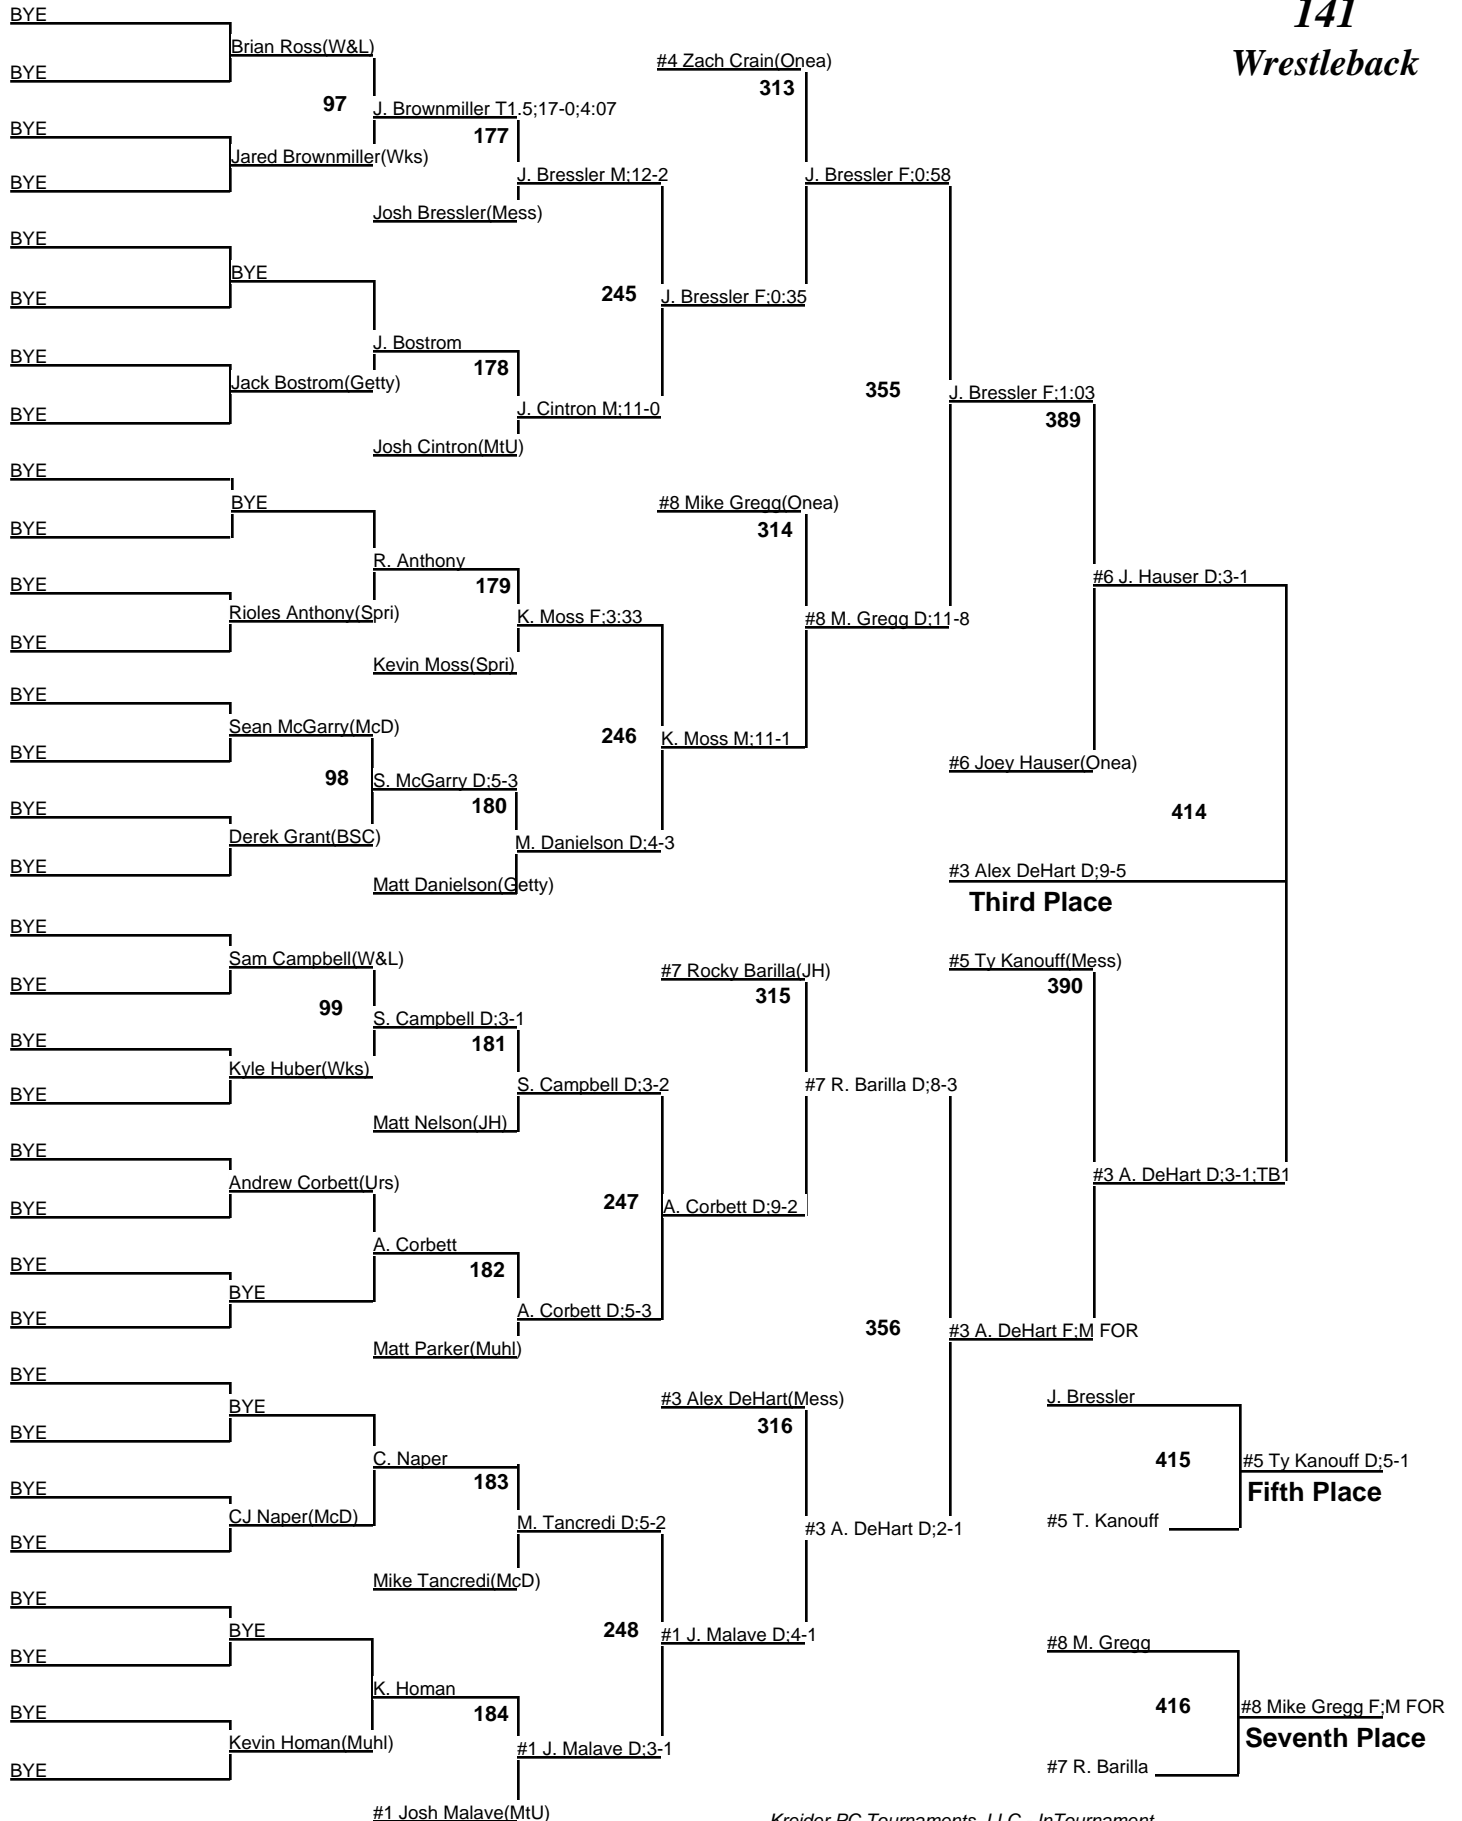 141
Wrestleback
BYE
Brian Ross(W&L)
BYE
#4 Zach Crain(Onea)
313
97
J. Brownmiller T1.5;17-0;4:07
BYE
177
Jared Brownmiller(Wks)
BYE
J. Bressler M;12-2
J. Bressler F;0:58
Josh Bressler(Mess)
BYE
BYE
BYE
245
J. Bressler F;0:35
J. Bostrom
BYE
178
Jack Bostrom(Getty)
355
J. Bressler F;1:03
BYE
J. Cintron M;11-0
389
Josh Cintron(MtU)
BYE
BYE
#8 Mike Gregg(Onea)
BYE
314
R. Anthony
#6 J. Hauser D;3-1
BYE
179
Rioles Anthony(Spri)
K. Moss F;3:33
#8 M. Gregg D;11-8
BYE
Kevin Moss(Spri)
BYE
Sean McGarry(McD)
246
K. Moss M;11-1
BYE
#6 Joey Hauser(Onea)
98
S. McGarry D;5-3
BYE
180
414
Derek Grant(BSC)
M. Danielson D;4-3
BYE
#3 Alex DeHart D;9-5
Matt Danielson(Getty)
Third Place
BYE
Sam Campbell(W&L)
#5 Ty Kanouff(Mess)
#7 Rocky Barilla(JH)
BYE
390
315
99
S. Campbell D;3-1
BYE
181
Kyle Huber(Wks)
S. Campbell D;3-2
#7 R. Barilla D;8-3
BYE
Matt Nelson(JH)
BYE
#3 A. DeHart D;3-1;TB1
Andrew Corbett(Urs)
BYE
247
A. Corbett D;9-2
A. Corbett
BYE
182
BYE
BYE
A. Corbett D;5-3
356
#3 A. DeHart F;M FOR
Matt Parker(Muhl)
BYE
BYE
#3 Alex DeHart(Mess)
J. Bressler
BYE
316
C. Naper
415
#5 Ty Kanouff D;5-1
BYE
183
Fifth Place
CJ Naper(McD)
M. Tancredi D;5-2
#3 A. DeHart D;2-1
#5 T. Kanouff
BYE
Mike Tancredi(McD)
BYE
BYE
248
#1 J. Malave D;4-1
#8 M. Gregg
BYE
K. Homan
BYE
184
416
#8 Mike Gregg F;M FOR
Kevin Homan(Muhl)
#1 J. Malave D;3-1
Seventh Place
BYE
#7 R. Barilla
#1 Josh Malave(MtU)
Kreider PC Tournaments, LLC - InTournament